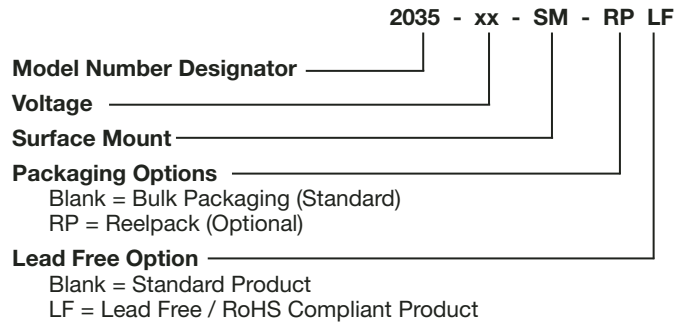 2035 - xx - SM - RP LF
Model Number Designator
Voltage
Surface Mount
Packaging Options
Blank = Bulk Packaging (Standard)
RP = Reelpack (Optional)
Lead Free Option
Blank = Standard Product
LF = Lead Free / RoHS Compliant Product